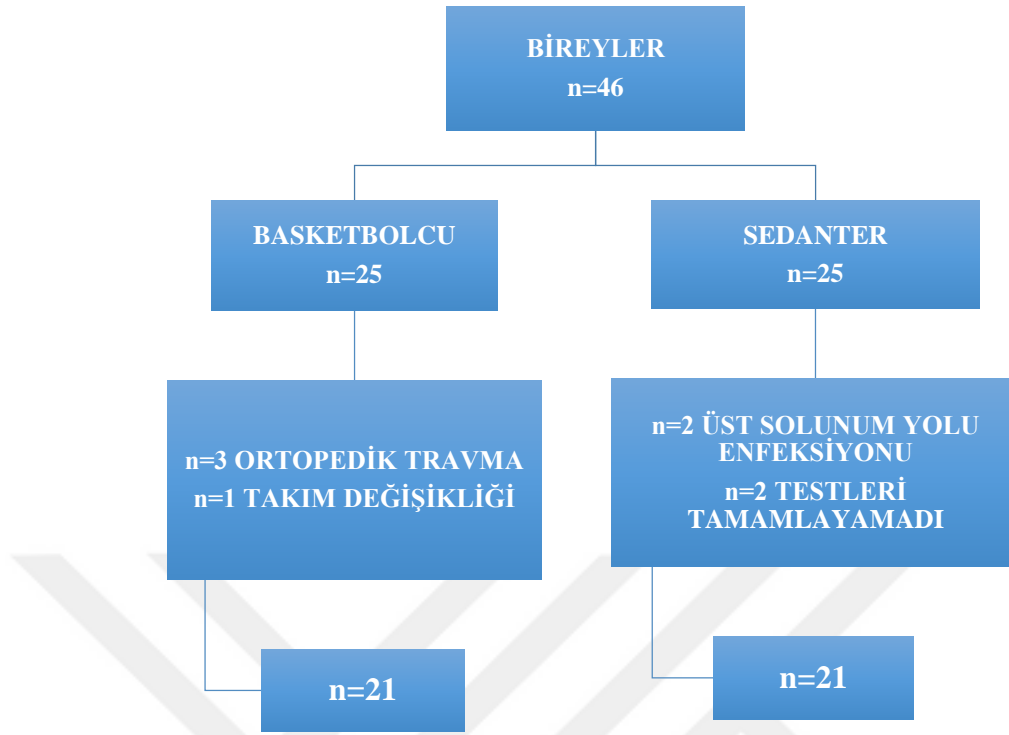 BİREYLER
n=46
BASKETBOLCU
n=25
SEDANTER
n=25
n=3 ORTOPEDİK TRAVMA
n=1 TAKIM DEĞİŞİKLİĞİ
n=2 ÜST SOLUNUM YOLU
ENFEKSİYONU
n=2 TESTLERİ
TAMAMLAYAMADI
n=21
n=21